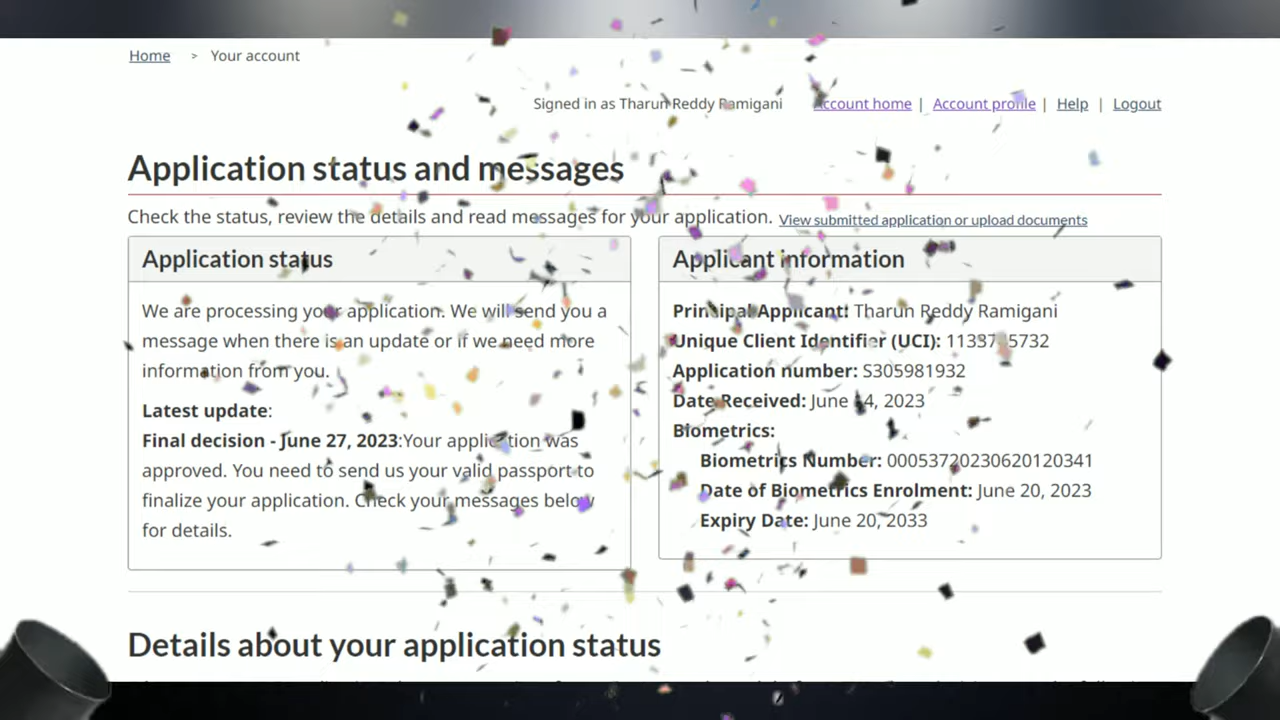 Home > Your account
Signed in as Tharun Reddy Ramigani Account home | Account profile | Help | Logout
Application status and messages
Check the status, review the details and read messages for your application. View submitted application or upload documents
Application status
We are processing your application. We will send you a
message when there is an update or if we need more
information from you.
Latest update:
Final decision - June 27, 2023:Your application was
approved. You need to send us your valid passport to
finalize your application. Check your messages below
for details.
Applicant information
Principal Applicant: Tharun Reddy Ramigani
Unique Client Identifier (UCI):
Application number: S305981932
Date Received: June 2023
Biometrics:
Biometrics Number: 00053720230620120341
Date of Biometrics Enrolment: June 20, 2023
Expiry Date: June 20, 2033
Details about your application status